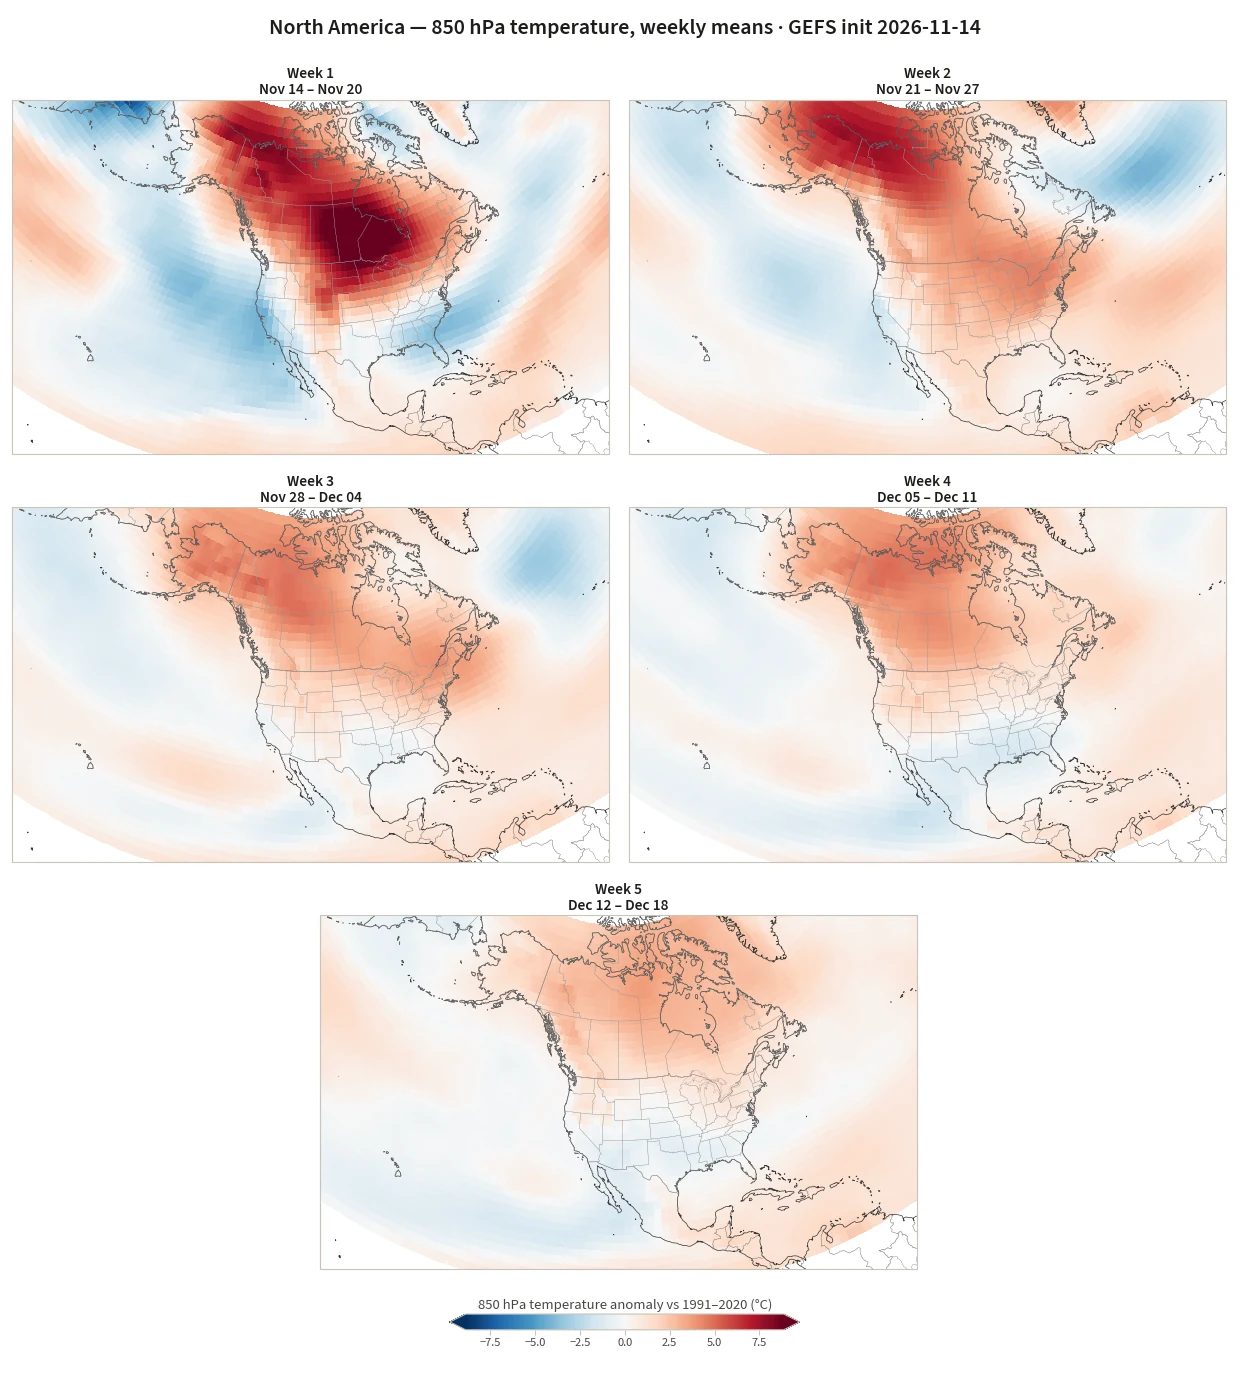 North America — 850 hPa temperature, weekly means · GEFS init 2026-11-14
Week 1
Nov 14 – Nov 20
Week 2
Nov 21 – Nov 27
Week 3
Nov 28 – Dec 04
Week 4
Dec 05 – Dec 11
Week 5
Dec 12 – Dec 18
850 hPa temperature anomaly vs 1991–2020 (°C)
−7.5 −5.0 −2.5 0.0 2.5 5.0 7.5